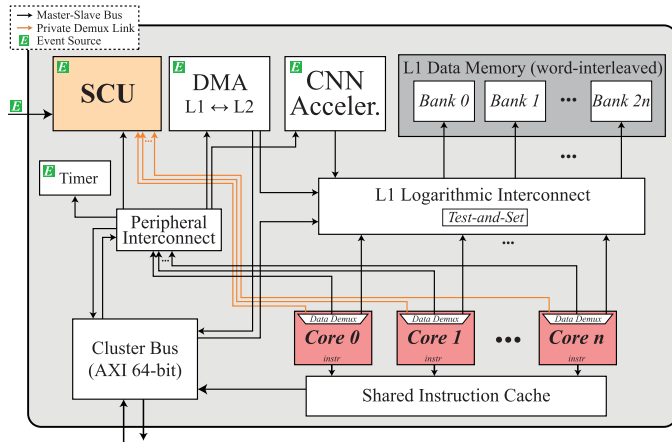 Master-Slave Bus
Private Demux Link
E Event Source
E
E
SCU
E
DMA
L1 ↔ L2
E
CNN
Acceler.
L1 Data Memory (word-interleaved)
Bank 0
Bank 1
•••
Bank 2n
...
•••
E
Timer
L1 Logarithmic Interconnect
Test-and-Set
Peripheral
Interconnect
...
...
Data Demux
Core 0
instr
Data Demux
Core 1
instr
•••
Data Demux
Core n
instr
Cluster Bus
(AXI 64-bit)
Shared Instruction Cache